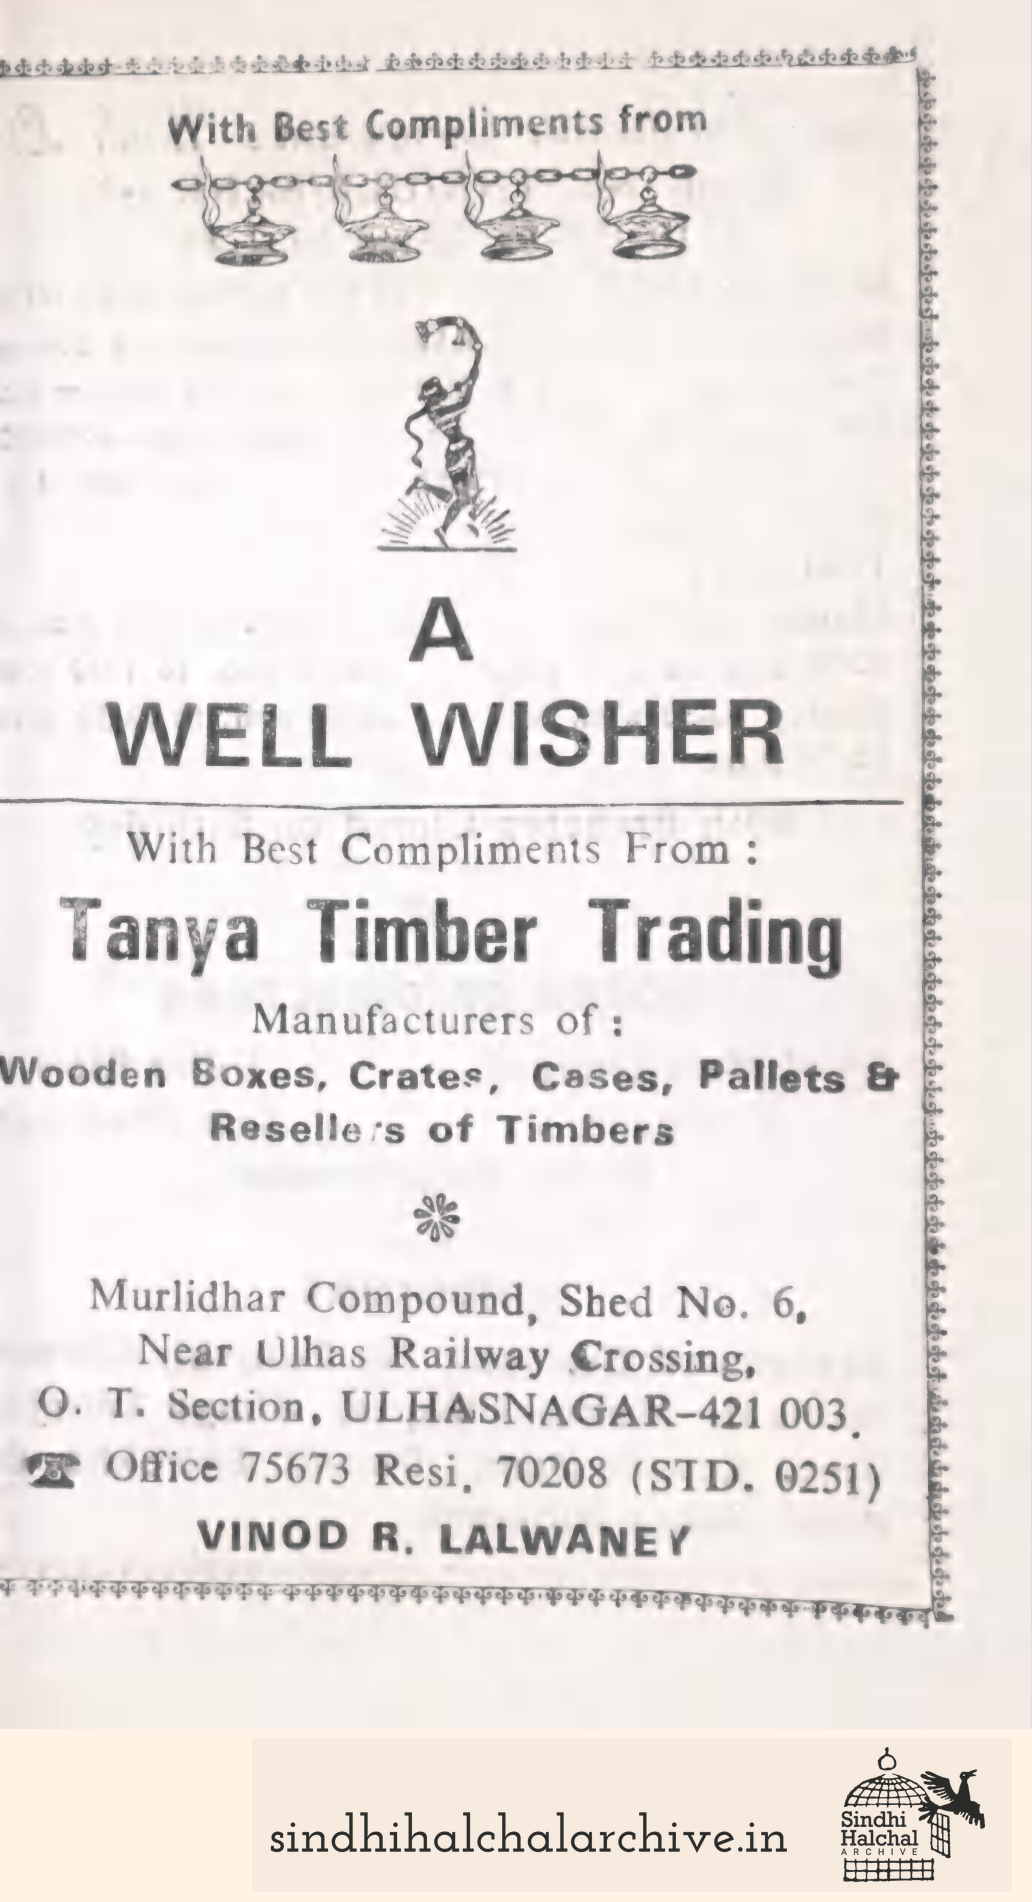 With Best Compliments from
A
WELL WISHER
With Best Compliments From :
Tanya Timber Trading
Manufacturers of :
Wooden Boxes, Crates, Cases, Pallets &
Resellers of Timbers
Murlidhar Compound, Shed No. 6,
Near Ulhas Railway Crossing,
O. T. Section, ULHASNAGAR-421 003.
☎ Office 75673 Resi. 70208 (STD. 0251)
VINOD R. LALWANEY
sindhihalchalarchive.in
Sindhi
Halchal
ARCHIVE